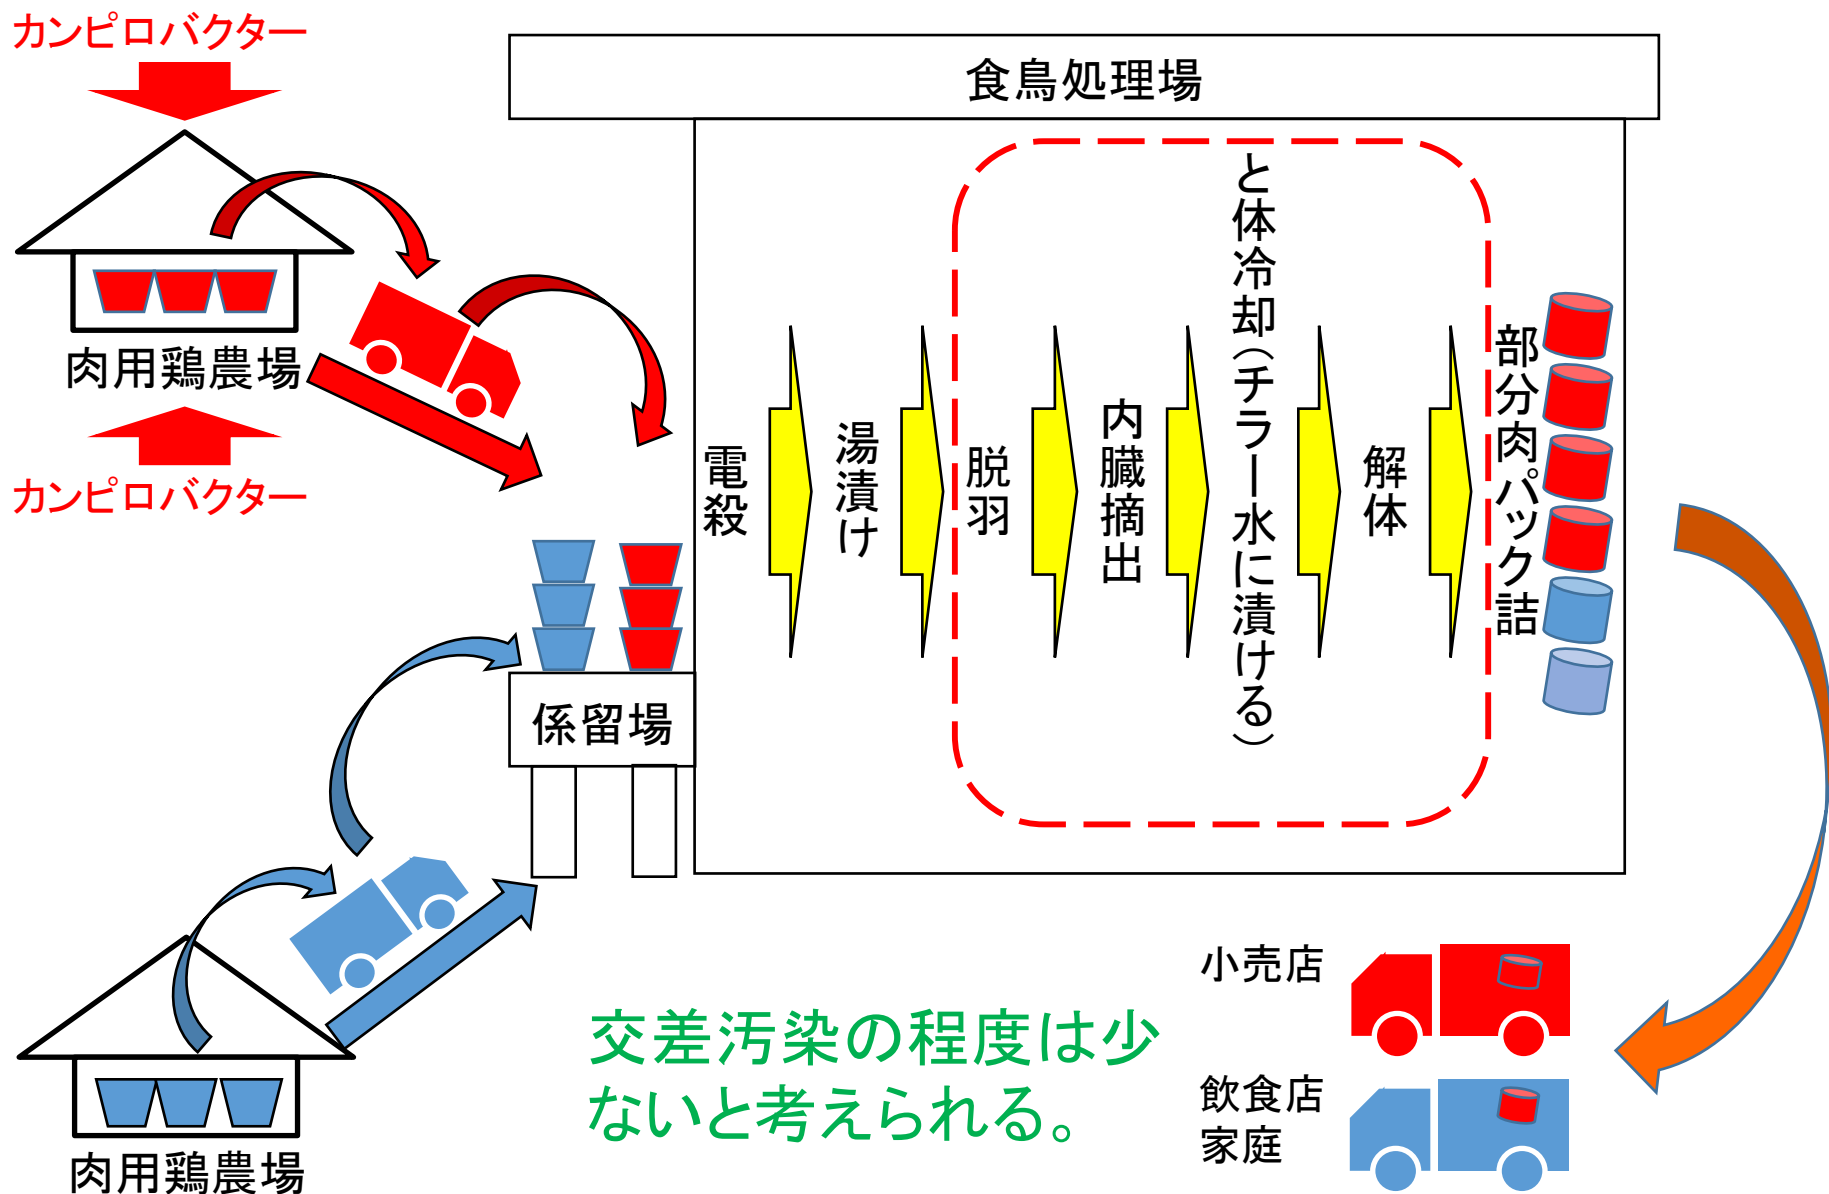 カンピロバクター
肉用鶏農場
カンピロバクター
食鳥処理場
電殺
湯漬け
脱羽
内臓摘出
と体冷却（チラー水に漬ける）
解体
部分肉パック詰
係留場
肉用鶏農場
交差汚染の程度は少
ないと考えられる。
小売店
飲食店
家庭